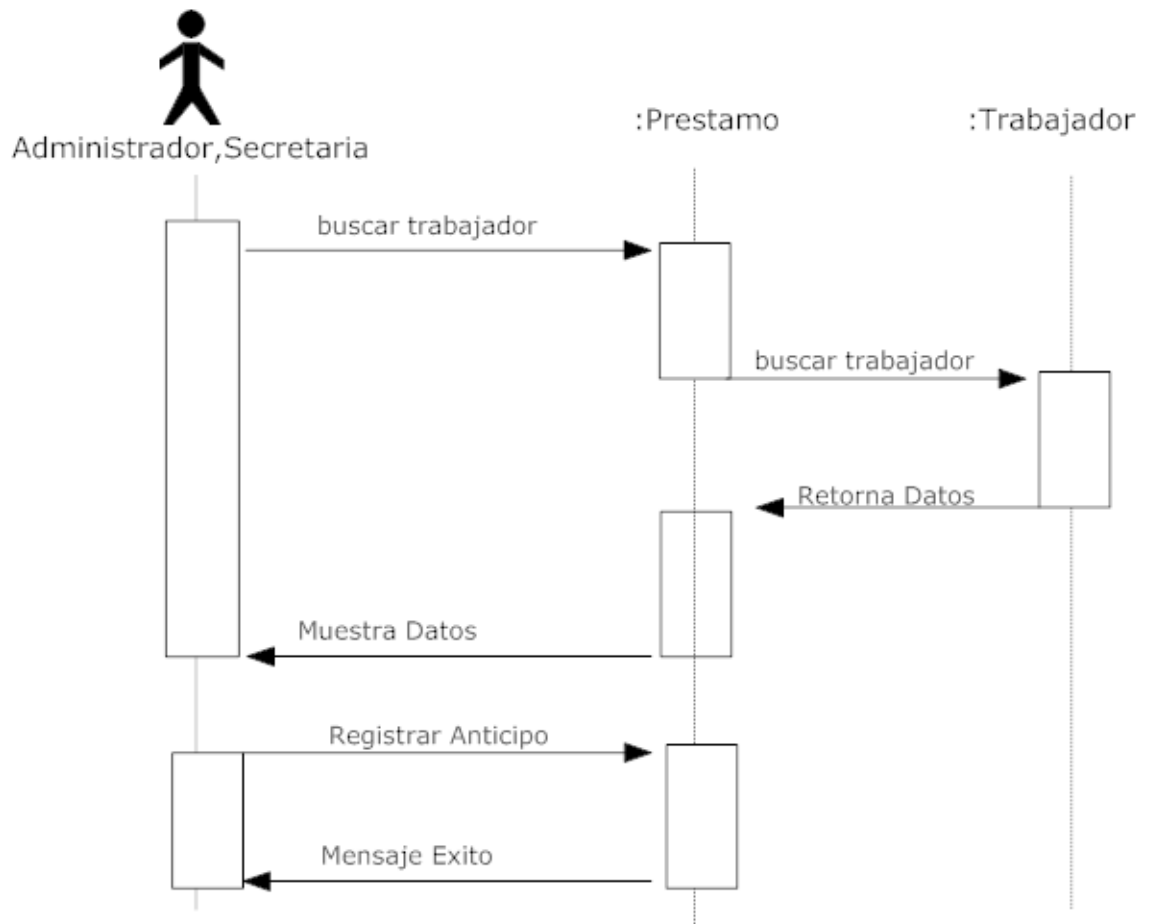 :Prestamo
:Trabajador
Administrador,Secretaria
buscar trabajador
buscar trabajador
Retorna Datos
Muestra Datos
Registrar Anticipo
Mensaje Exito